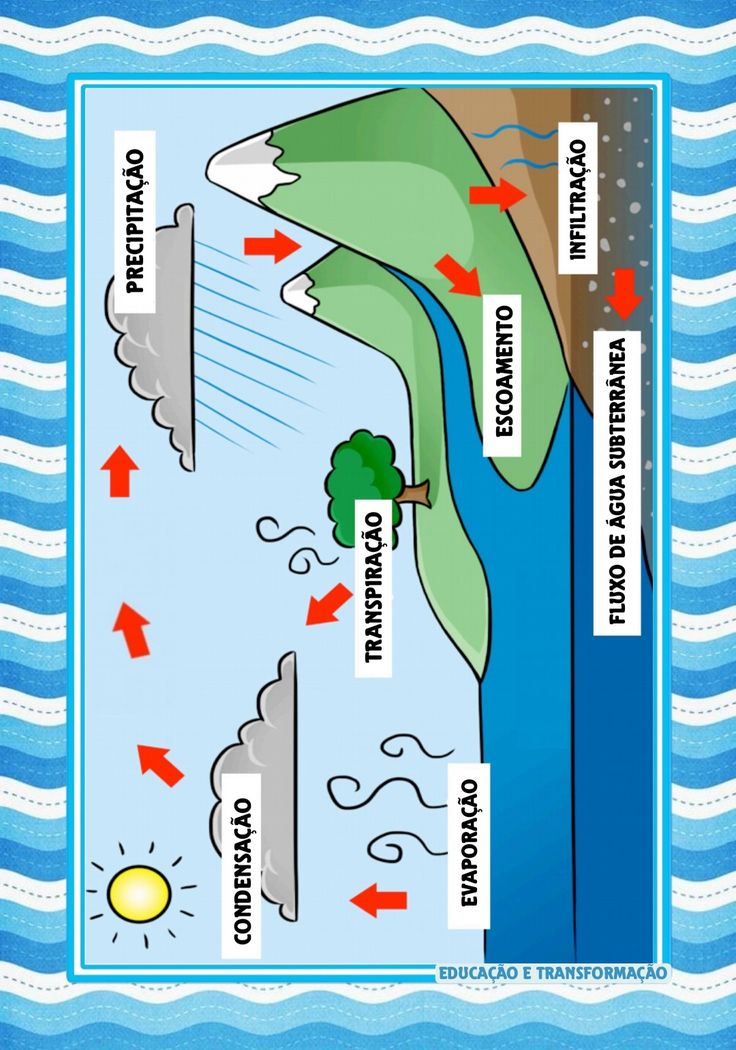 PRECIPITAÇÃO
CONDENSAÇÃO
TRANSPIRAÇÃO
EVAPORAÇÃO
ESCOAMENTO
INFILTRAÇÃO
FLUXO DE ÁGUA SUBTERRÂNEA
EDUCAÇÃO E TRANSFORMAÇÃO